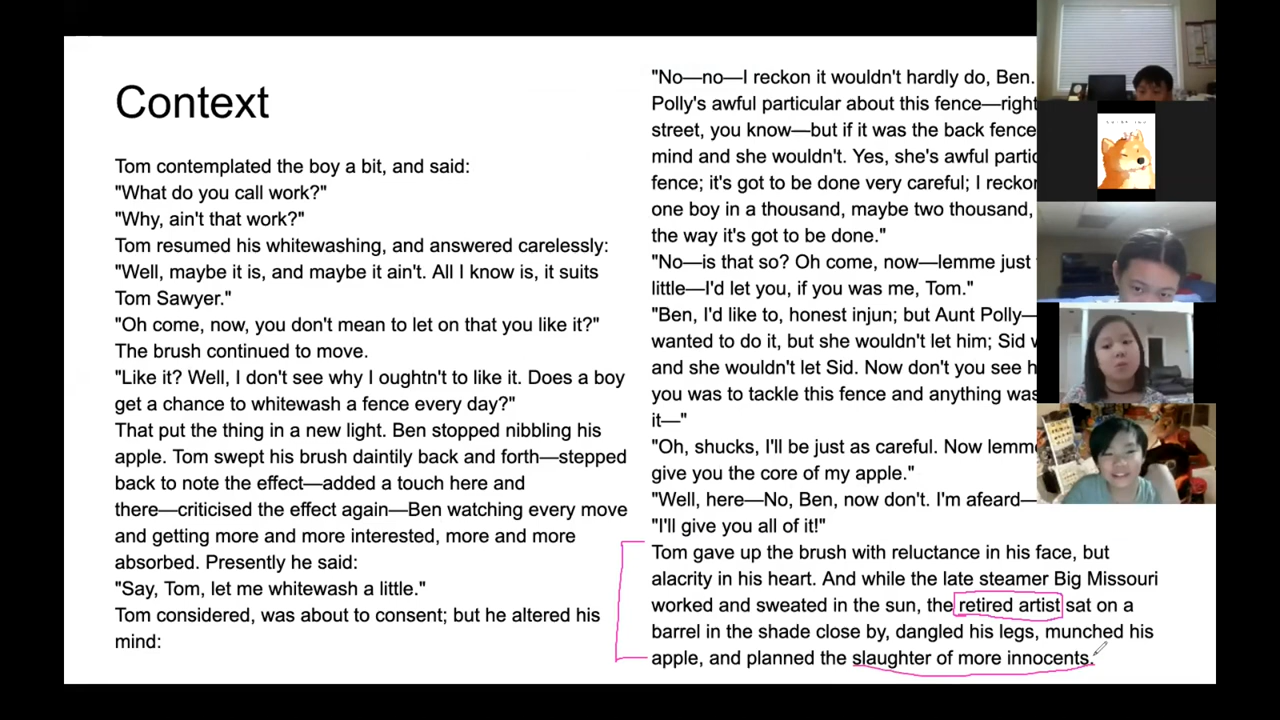 Context
Tom contemplated the boy a bit, and said:
"What do you call work?"
"Why, ain't that work?"
Tom resumed his whitewashing, and answered carelessly:
"Well, maybe it is, and maybe it ain't. All I know is, it suits
Tom Sawyer."
"Oh come, now, you don't mean to let on that you like it?"
The brush continued to move.
"Like it? Well, I don't see why I oughtn't to like it. Does a boy
get a chance to whitewash a fence every day?"
That put the thing in a new light. Ben stopped nibbling his
apple. Tom swept his brush daintily back and forth—stepped
back to note the effect—added a touch here and
there—criticised the effect again—Ben watching every move
and getting more and more interested, more and more
absorbed. Presently he said:
"Say, Tom, let me whitewash a little."
Tom considered, was about to consent; but he altered his
mind:
"No—no—I reckon it wouldn't hardly do, Ben.
Polly's awful particular about this fence—right
street, you know—but if it was the back fence
mind and she wouldn't. Yes, she's awful
fence; it's got to be done very careful; I
one boy in a thousand, maybe two thousand,
the way it's got to be done."
"No—is that so? Oh come, now—lemme just
little—I'd let you, if you was me, Tom."
"Ben, I'd like to, honest injun; but Aunt Polly—
wanted to do it, but she wouldn't let him; Sid
and she wouldn't let Sid. Now don't you see
you was to tackle this fence and anything was
it—"
"Oh, shucks, I'll be just as careful. Now
give you the core of my apple."
"Well, here—No, Ben, now don't. I'm afeard—
"I'll give you all of it!"
Tom gave up the brush with reluctance in his face, but
alacrity in his heart. And while the late steamer Big Missouri
worked and sweated in the sun, the retired artist sat on a
barrel in the shade close by, dangled his legs, munched his
apple, and planned the slaughter of more innocents.